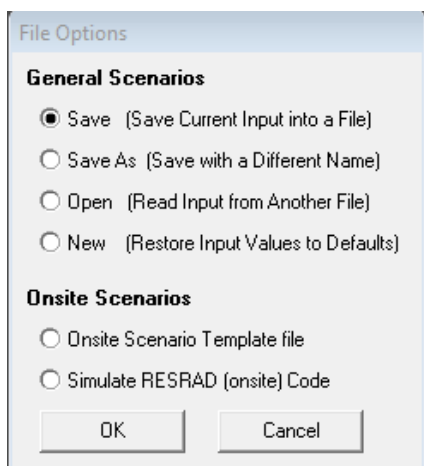 File Options
General Scenarios
Save (Save Current Input into a File)
Save As (Save with a Different Name)
Open (Read Input from Another File)
New (Restore Input Values to Defaults)
Onsite Scenarios
Onsite Scenario Template file
Simulate RESRAD (onsite) Code
OK Cancel